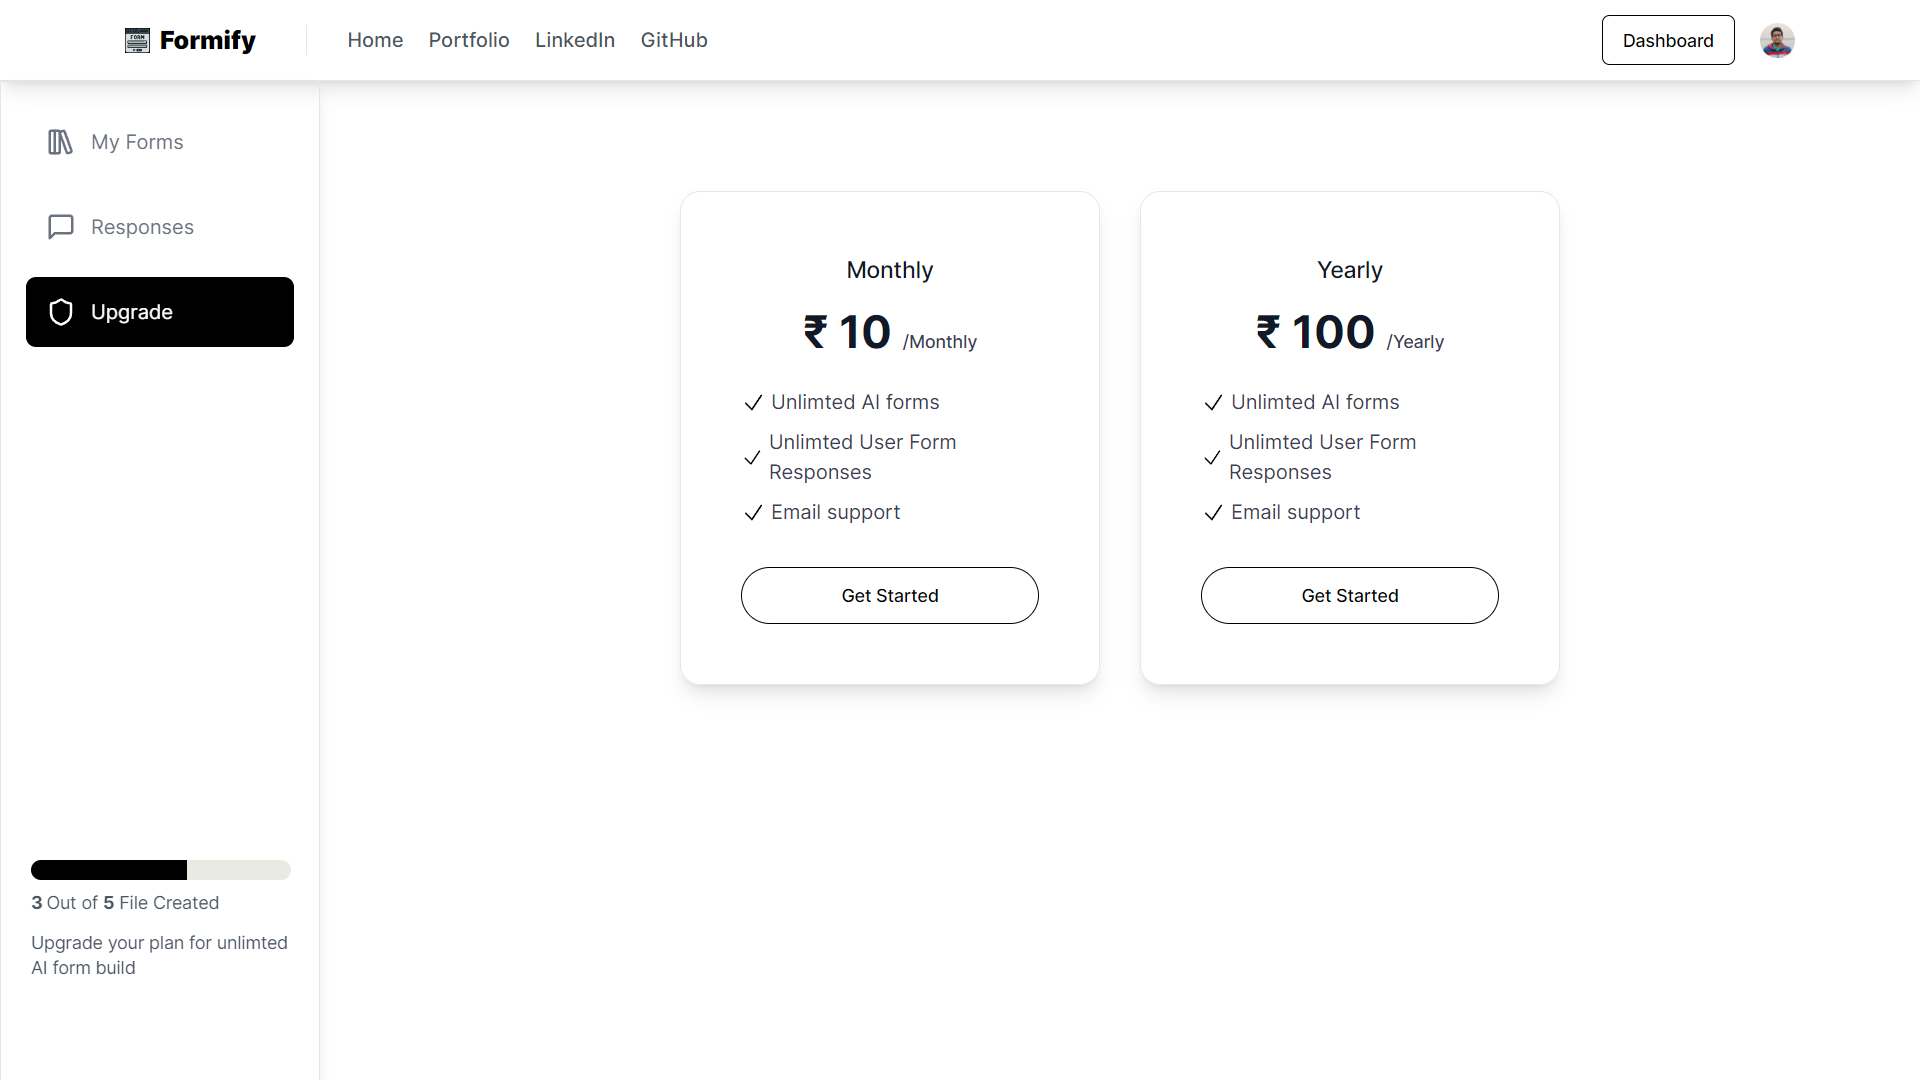 Formify
Home
Portfolio
LinkedIn
GitHub
Dashboard
My Forms
Responses
Upgrade
Monthly
₹ 10 /Monthly
Unlimted AI forms
Unlimted User Form
Responses
Email support
Get Started
Yearly
₹ 100 /Yearly
Unlimted AI forms
Unlimted User Form
Responses
Email support
Get Started
3 Out of 5 File Created
Upgrade your plan for unlimted
AI form build